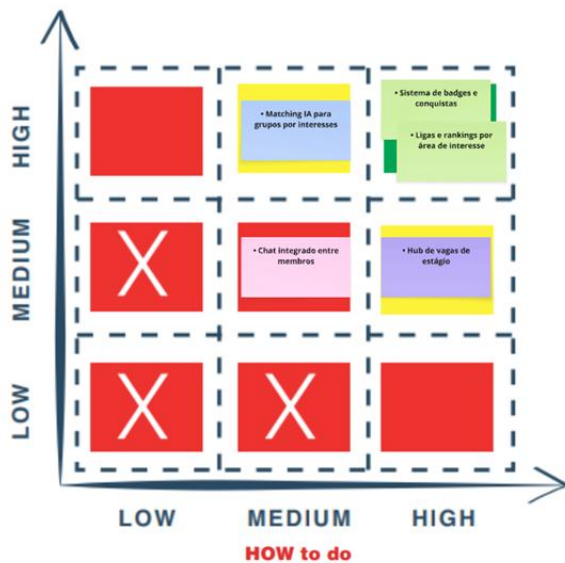 HIGH
• Matching IA para
grupos por interesses
• Sistema de badges e
conquistas
• Ligas e rankings por
área de interesse
MEDIUM
X
• Chat integrado entre
membros
• Hub de vagas de
estágio
LOW
X
X
LOW
MEDIUM
HIGH
HOW to do